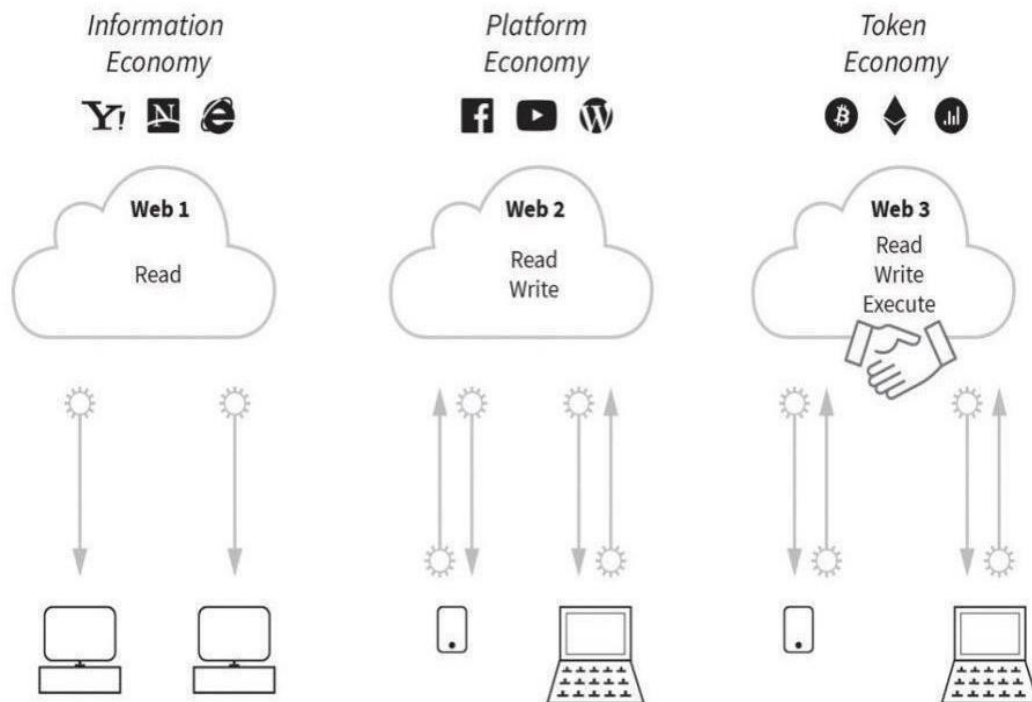 Information
Economy
Y!
N
e
Web 1
Read
Platform
Economy
f
W
Web 2
Read
Write
Token
Economy
₿
Web 3
Read
Write
Execute